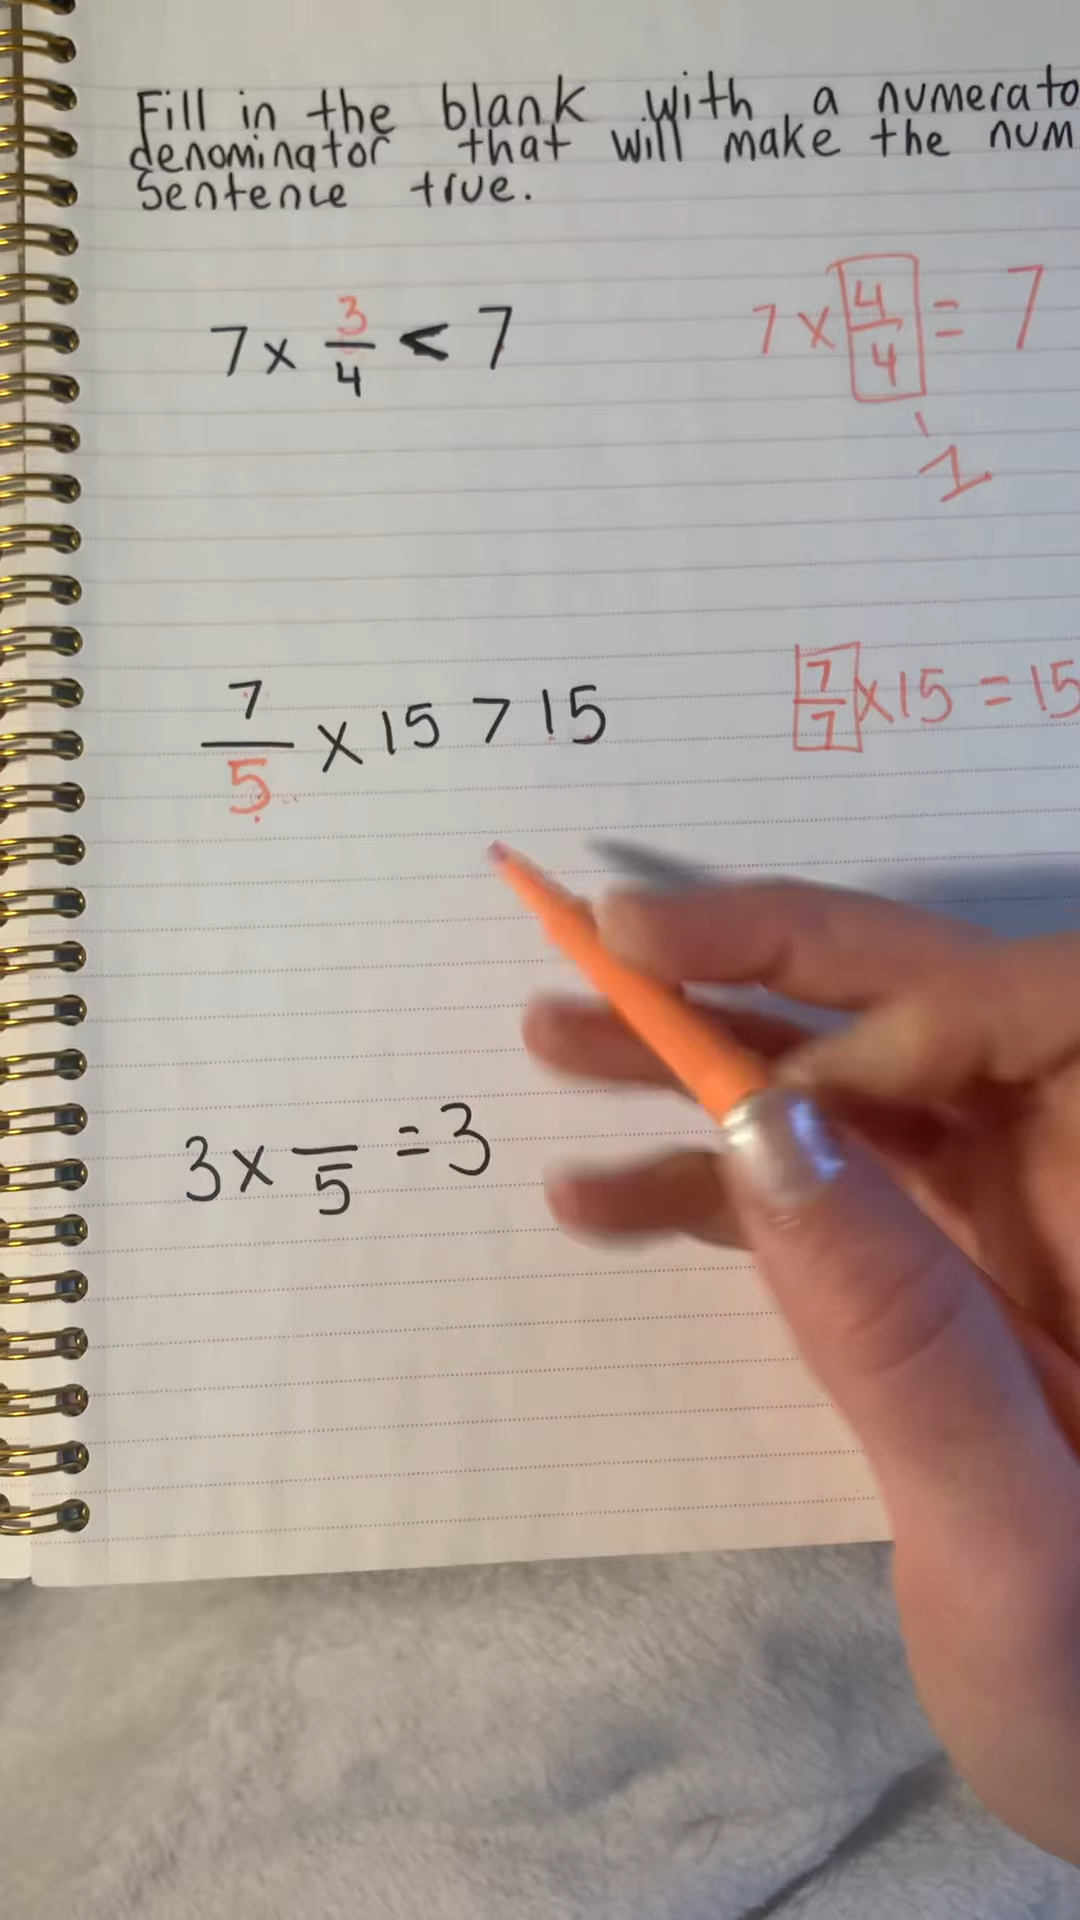 Fill in the blank with a numerato
denominator that will make the num
Sentence true.
7 x 3/4 < 7
7 x 4/4 = 7
1
7/5 x 15 > 15
7/7 x 15 = 15
3 x _/5 = 3